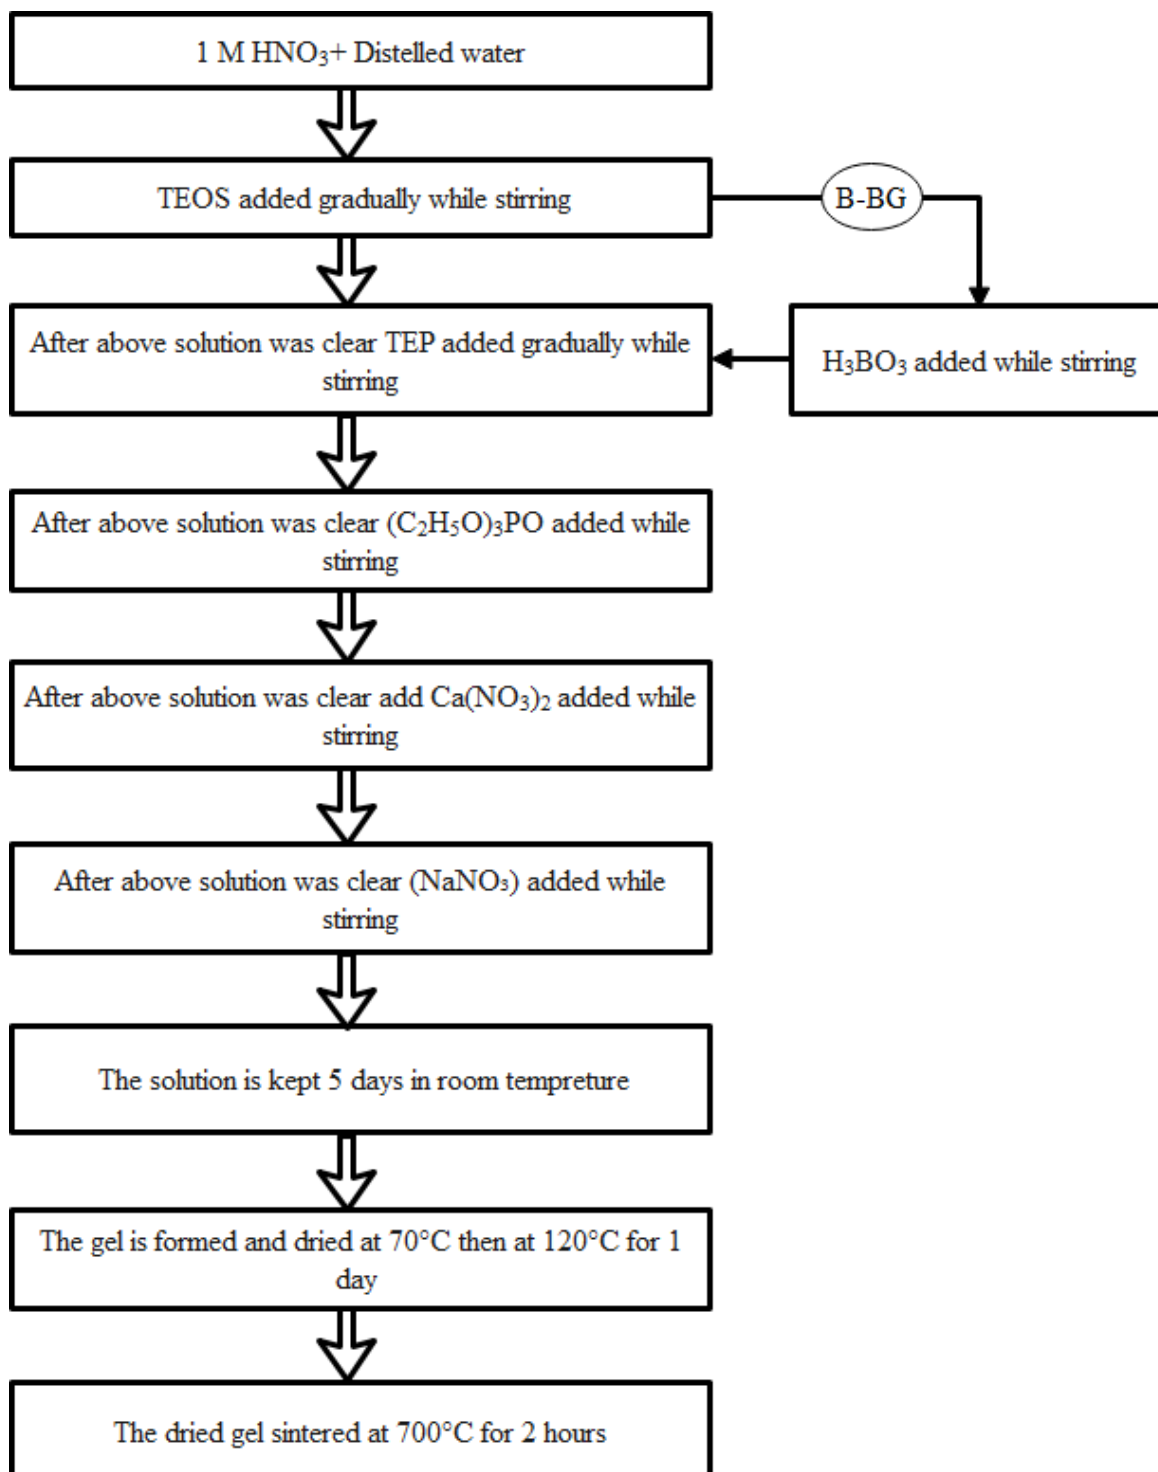 1 M HNO₃+ Distelled water
TEOS added gradually while stirring
B-BG
After above solution was clear TEP added gradually while
stirring
H₃BO₃ added while stirring
After above solution was clear (C₂H₅O)₃PO added while
stirring
After above solution was clear add Ca(NO₃)₂ added while
stirring
After above solution was clear (NaNO₃) added while
stirring
The solution is kept 5 days in room tempreture
The gel is formed and dried at 70°C then at 120°C for 1
day
The dried gel sintered at 700°C for 2 hours